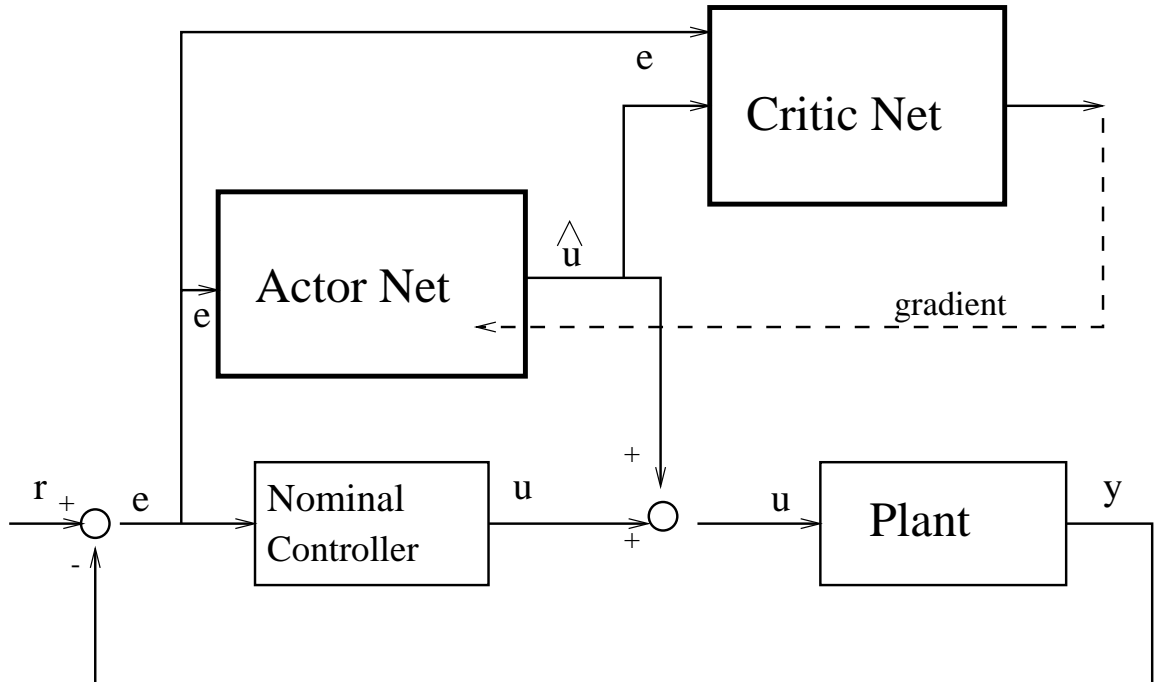 e
Critic Net
Actor Net
û
e
gradient
+
r
+
e
Nominal
Controller
u
+
u
Plant
y
-